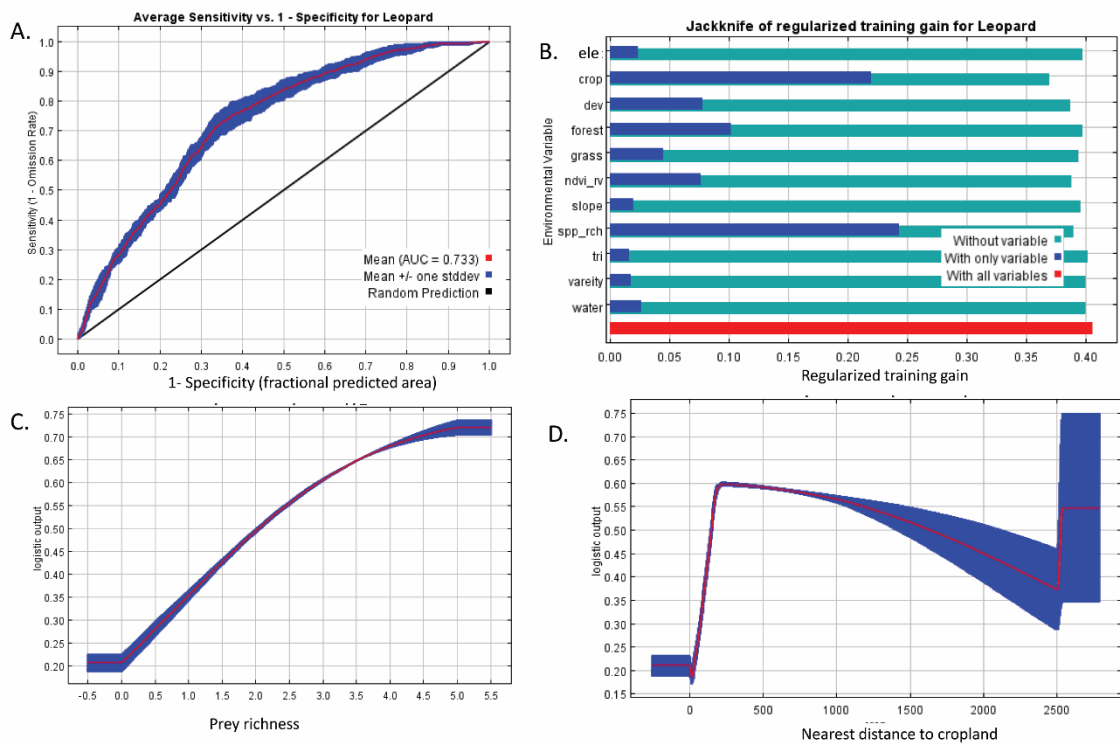 A.
Average Sensitivity vs. 1 - Specificity for Leopard
Sensitivity (1 - Omission Rate)
1.0
0.9
0.8
0.7
0.6
0.5
0.4
0.3
0.2
0.1
0.0
Mean (AUC = 0.733)
Mean +/- one stddev
Random Prediction
0.0 0.1 0.2 0.3 0.4 0.5 0.6 0.7 0.8 0.9 1.0
1- Specificity (fractional predicted area)
B.
Jackknife of regularized training gain for Leopard
Environmental Variable
ele
crop
dev
forest
grass
ndvi_rv
slope
spp_rch
tri
vareity
water
Without variable
With only variable
With all variables
0.00 0.05 0.10 0.15 0.20 0.25 0.30 0.35 0.40
Regularized training gain
C.
logistic output
0.75
0.70
0.65
0.60
0.55
0.50
0.45
0.40
0.35
0.30
0.25
0.20
-0.5 0.0 0.5 1.0 1.5 2.0 2.5 3.0 3.5 4.0 4.5 5.0 5.5
Prey richness
D.
logistic output
0.75
0.70
0.65
0.60
0.55
0.50
0.45
0.40
0.35
0.30
0.25
0.20
0.15
0 500 1000 1500 2000 2500
Nearest distance to cropland